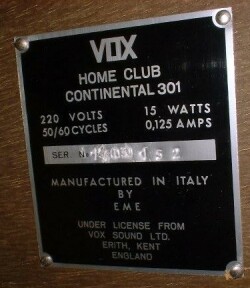 VOX
HOME CLUB
CONTINENTAL 301
220 VOLTS 15 WATTS
50/60 CYCLES 0,125 AMPS
SER. No
MANUFACTURED IN ITALY
BY
EME
UNDER LICENSE FROM
VOX SOUND LTD.
ERITH, KENT
ENGLAND